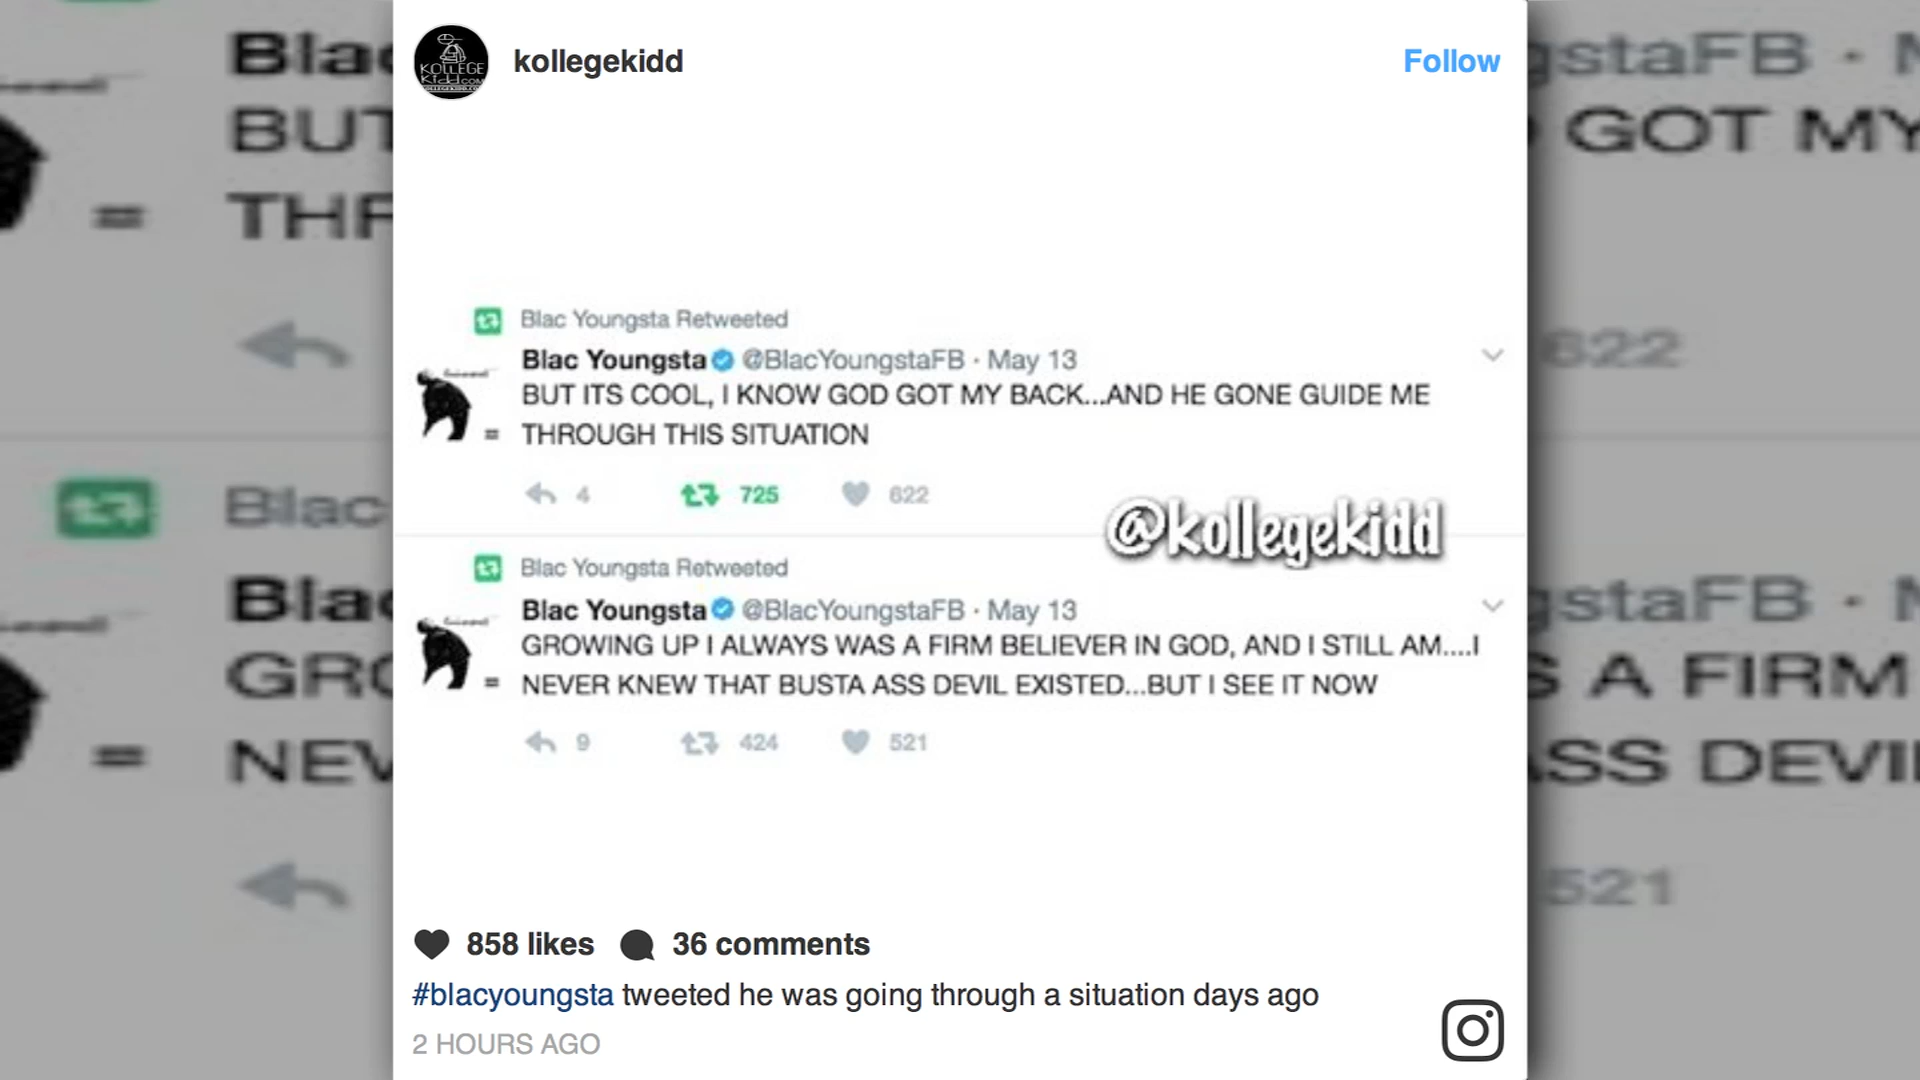 kollegekidd
Follow
KOLLEGE
Kidd.COM
Blac Youngsta Retweeted
Blac Youngsta @BlacYoungstaFB · May 13
BUT ITS COOL, I KNOW GOD GOT MY BACK...AND HE GONE GUIDE ME
= THROUGH THIS SITUATION
4 725 622
@kollegekidd
Blac Youngsta Retweeted
Blac Youngsta @BlacYoungstaFB · May 13
GROWING UP I ALWAYS WAS A FIRM BELIEVER IN GOD, AND I STILL AM....I
= NEVER KNEW THAT BUSTA ASS DEVIL EXISTED...BUT I SEE IT NOW
9 424 521
858 likes 36 comments
#blacyoungsta tweeted he was going through a situation days ago
2 HOURS AGO